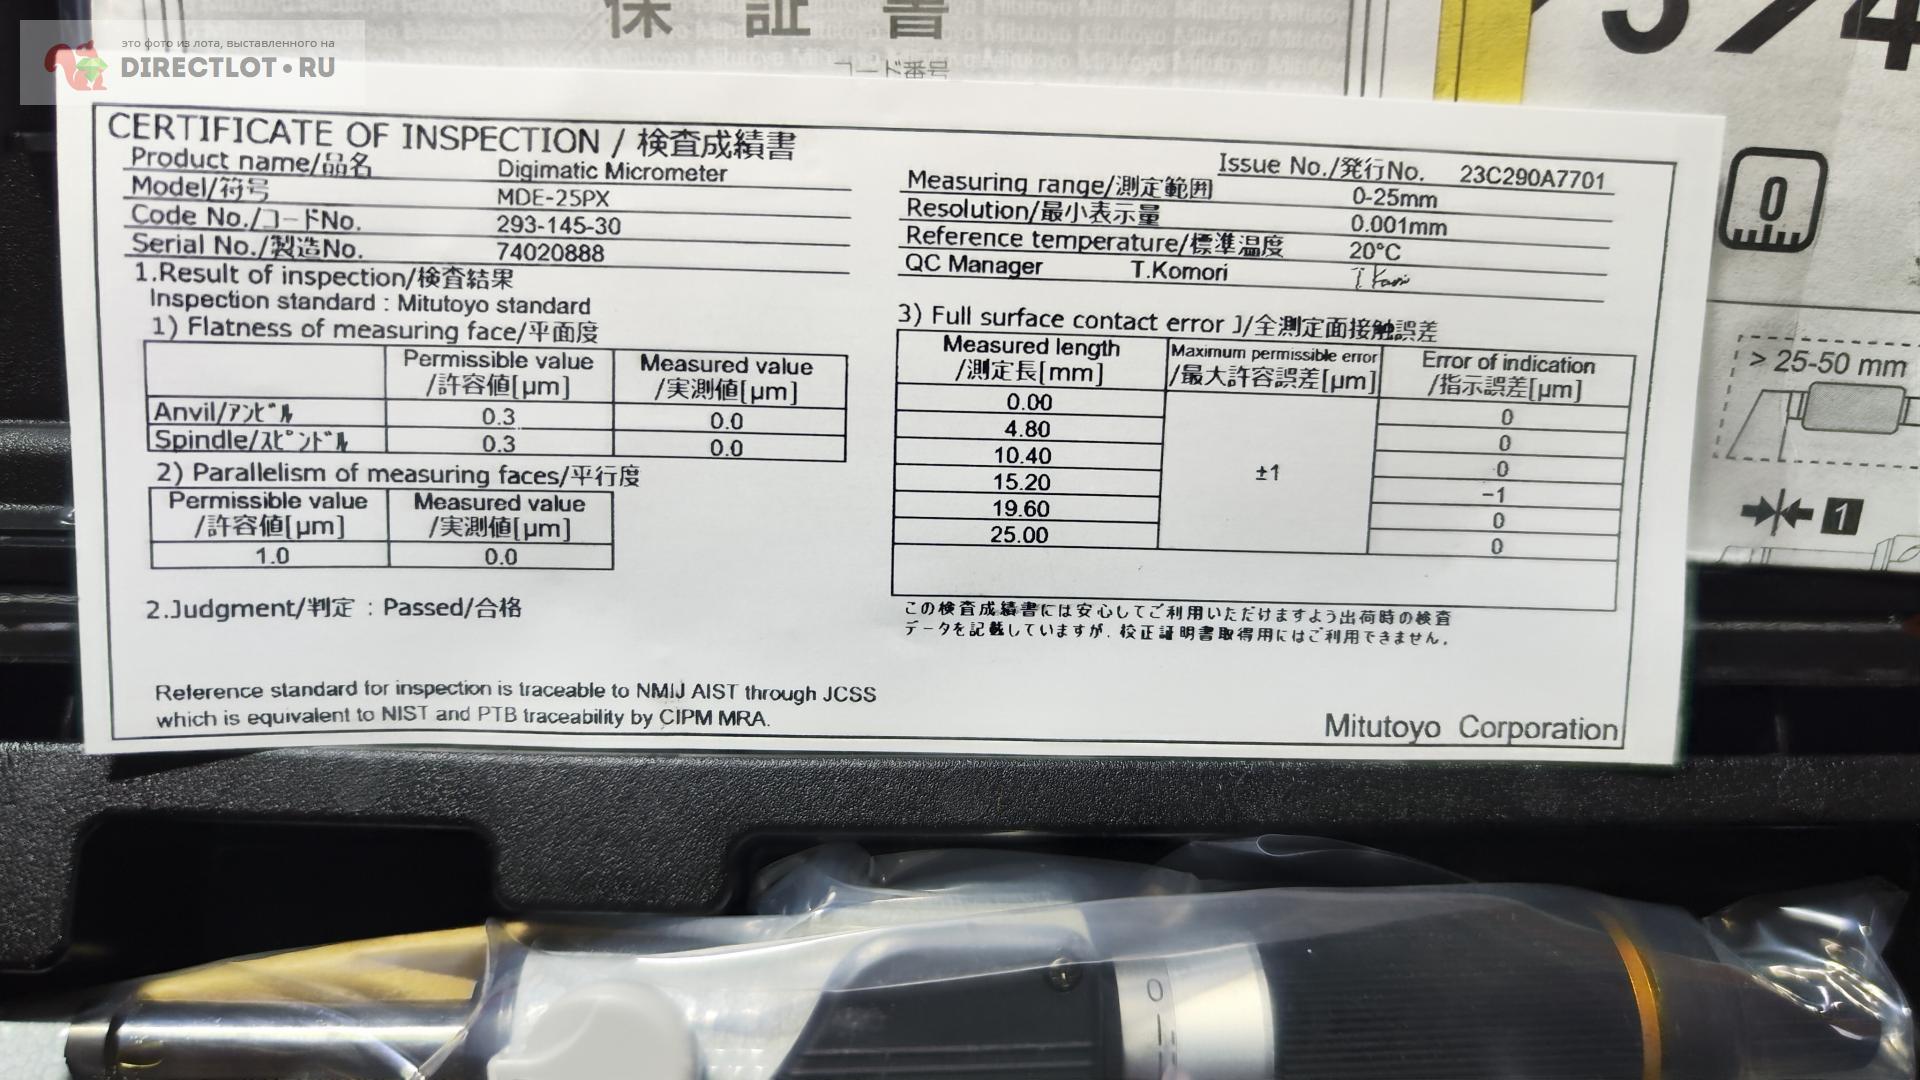 это фото из лота, выставленного на
DIRECTLOT•RU
保 証 書
コード番号
CERTIFICATE OF INSPECTION / 検査成績書
Issue No./発行No. 23C290A7701
Product name/品名 Digimatic Micrometer
Model/符号 MDE-25PX
Code No./コードNo. 293-145-30
Serial No./製造No. 74020888
Measuring range/測定範囲 0-25mm
Resolution/最小表示量 0.001mm
Reference temperature/標準温度 20°C
QC Manager T.Komori
1.Result of inspection/検査結果
Inspection standard : Mitutoyo standard
1) Flatness of measuring face/平面度
Permissible value Measured value
/許容値[μm] /実測値[μm]
Anvil/アンビル 0.3 0.0
Spindle/スピンドル 0.3 0.0
2) Parallelism of measuring faces/平行度
Permissible value Measured value
/許容値[μm] /実測値[μm]
1.0 0.0
2.Judgment/判定 : Passed/合格
3) Full surface contact error J/全測定面接触誤差
Measured length Maximum permissible error Error of indication
/測定長[mm] /最大許容誤差[μm] /指示誤差[μm]
0.00 0
4.80 0
10.40 0
±1
15.20 -1
19.60 0
25.00 0
この検査成績書には安心してご利用いただけますよう出荷時の検査
データを記載していますが、校正証明書取得用にはご利用できません。
Reference standard for inspection is traceable to NMIJ AIST through JCSS
which is equivalent to NIST and PTB traceability by CIPM MRA.
Mitutoyo Corporation
0
> 25-50 mm
1
0